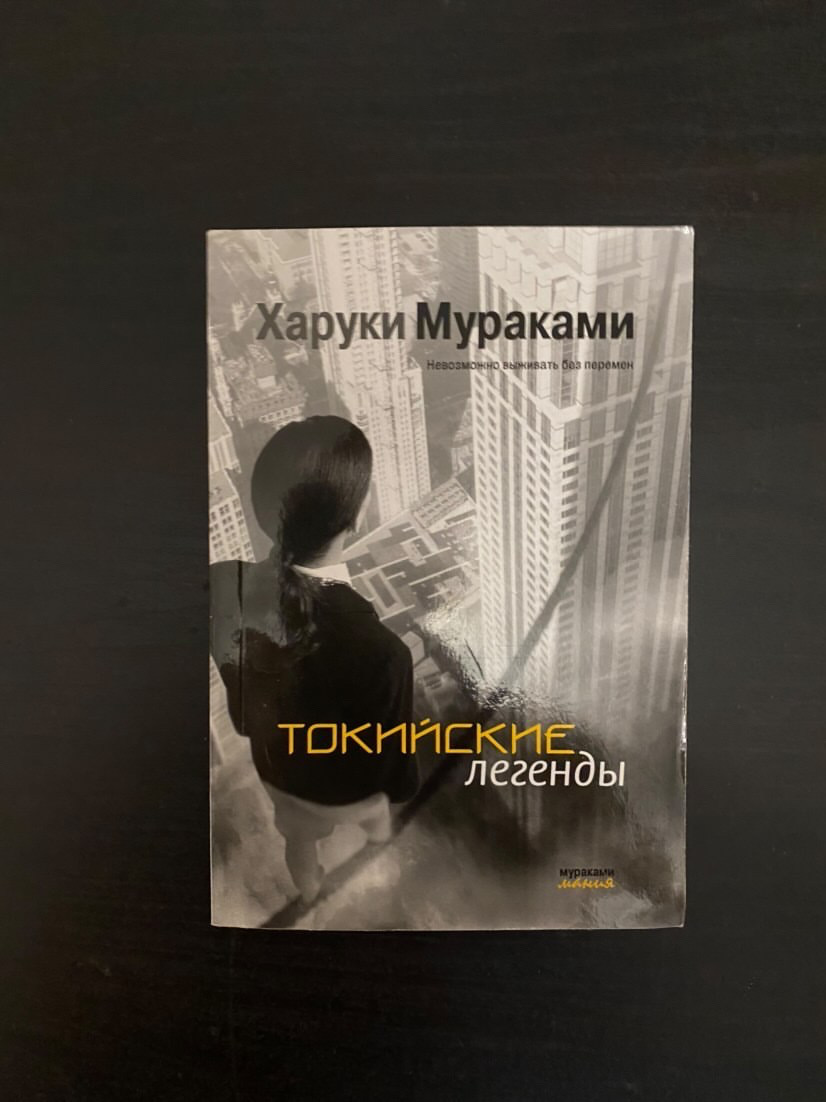 Харуки Мураками
Невозможно выживать без перемен
ТОКИЙСКИЕ
легенды
мураками
мания